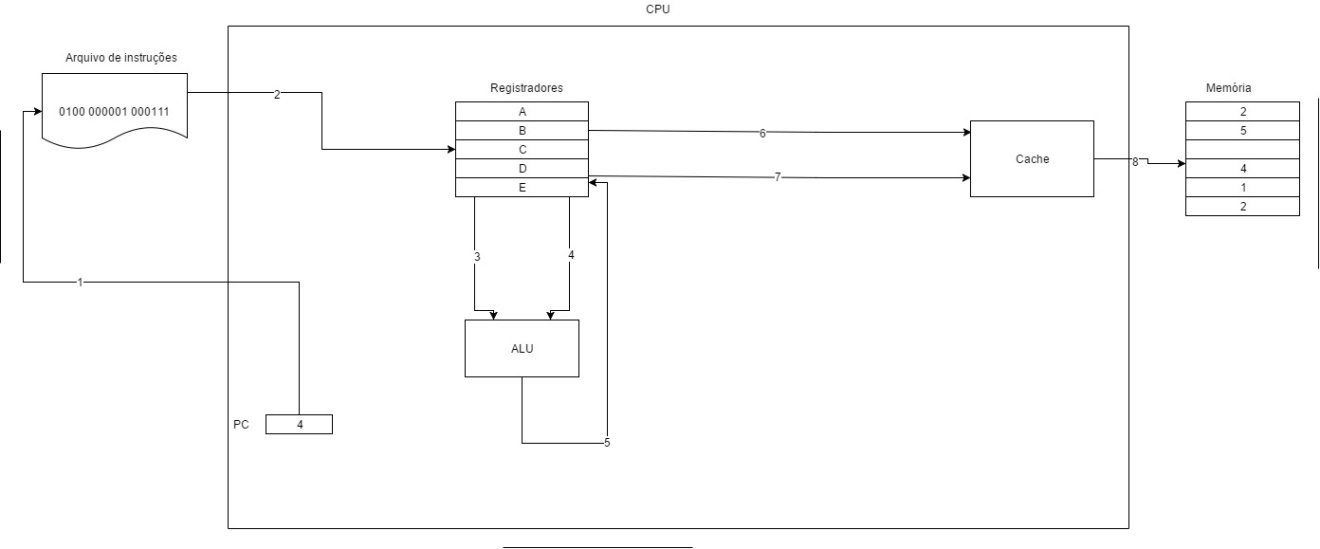 CPU
Arquivo de instruções
0100 000001 000111
2
Registradores
A
B
C
D
E
6
7
Cache
8
Memória
2
5
4
1
2
3
4
1
ALU
PC
4
5